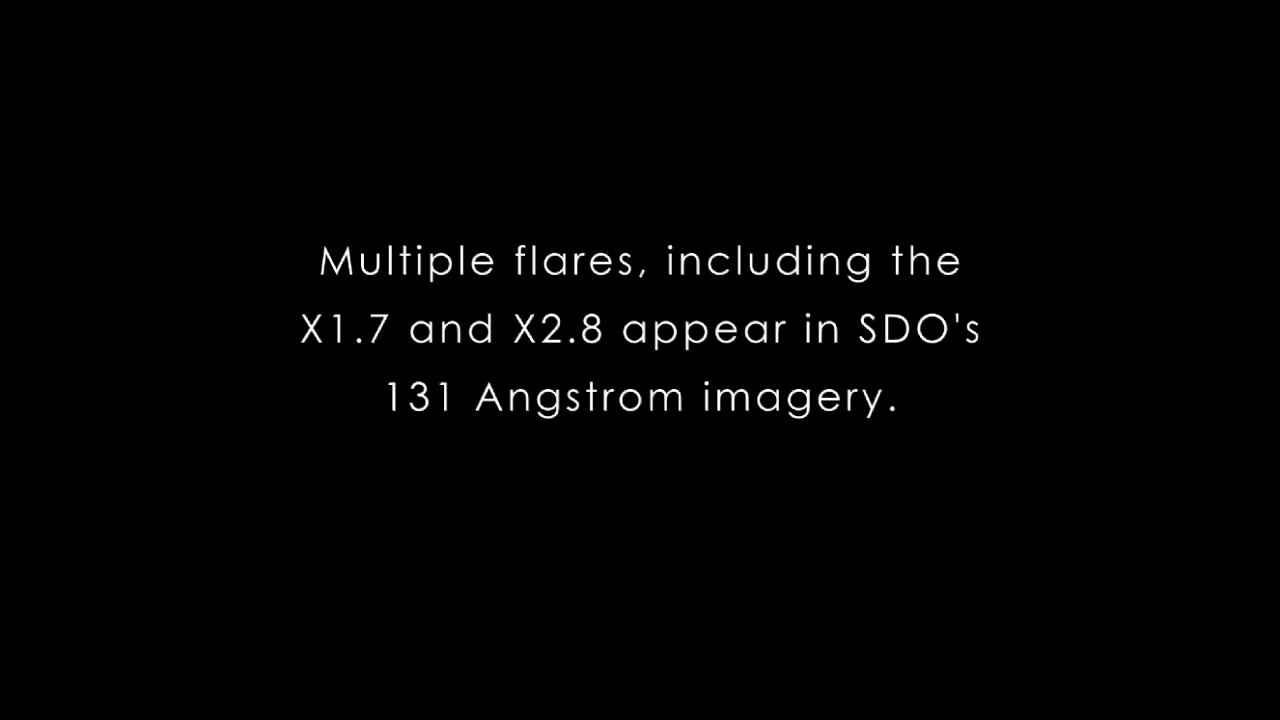 Multiple flares, including the
X1.7 and X2.8 appear in SDO's
131 Angstrom imagery.